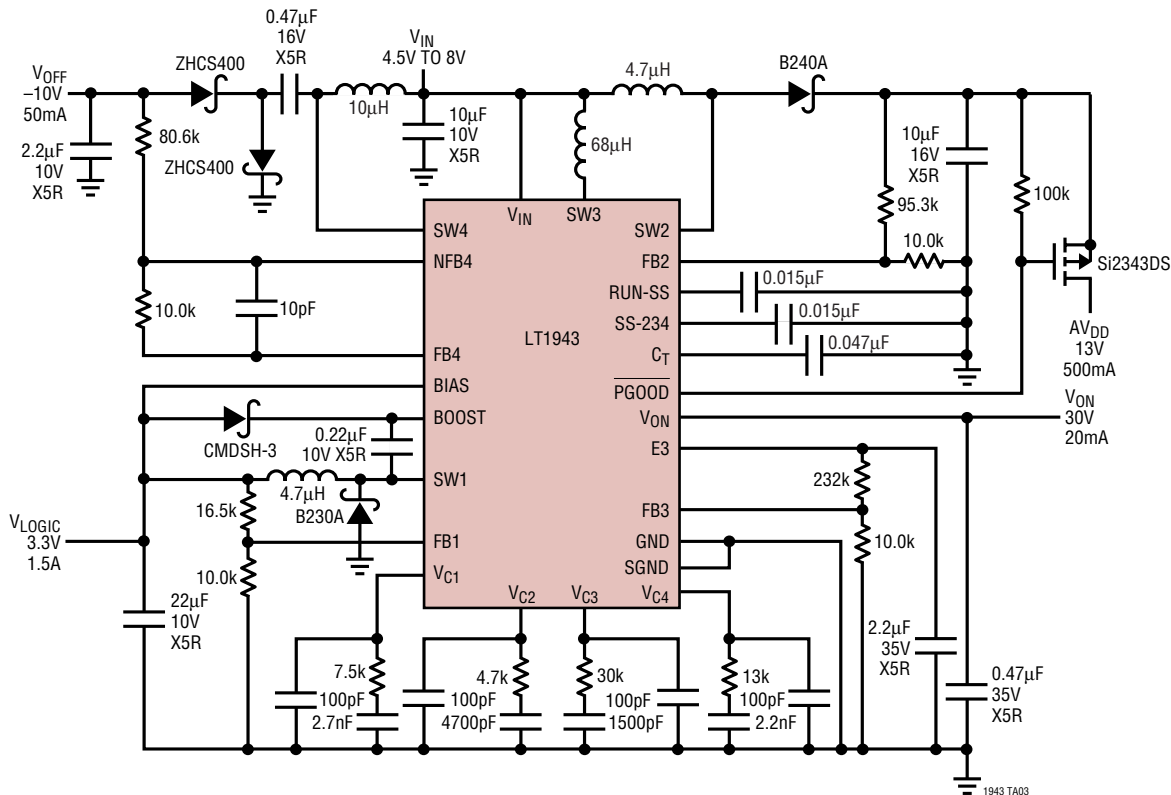 0.47µF
16V
X5R
V_IN
4.5V TO 8V
V_OFF
–10V
50mA
ZHCS400
10µH
4.7µH
B240A
80.6k
10µF
10V
X5R
68µH
10µF
16V
X5R
2.2µF
10V
X5R
ZHCS400
100k
95.3k
V_IN
SW3
SW4
SW2
NFB4
FB2
10.0k
Si2343DS
RUN-SS
0.015µF
10.0k
10pF
SS-234
0.015µF
LT1943
AV_DD
13V
500mA
FB4
C_T
0.047µF
BIAS
PGOOD
BOOST
V_ON
V_ON
30V
20mA
CMDSH-3
0.22µF
10V X5R
E3
SW1
232k
4.7µH
16.5k
B230A
FB3
V_LOGIC
3.3V
1.5A
FB1
GND
10.0k
10.0k
SGND
V_C1
V_C2
V_C3
V_C4
22µF
10V
X5R
2.2µF
35V
X5R
7.5k
4.7k
30k
13k
0.47µF
35V
X5R
100pF
100pF
100pF
100pF
2.7nF
4700pF
1500pF
2.2nF
1943 TA03